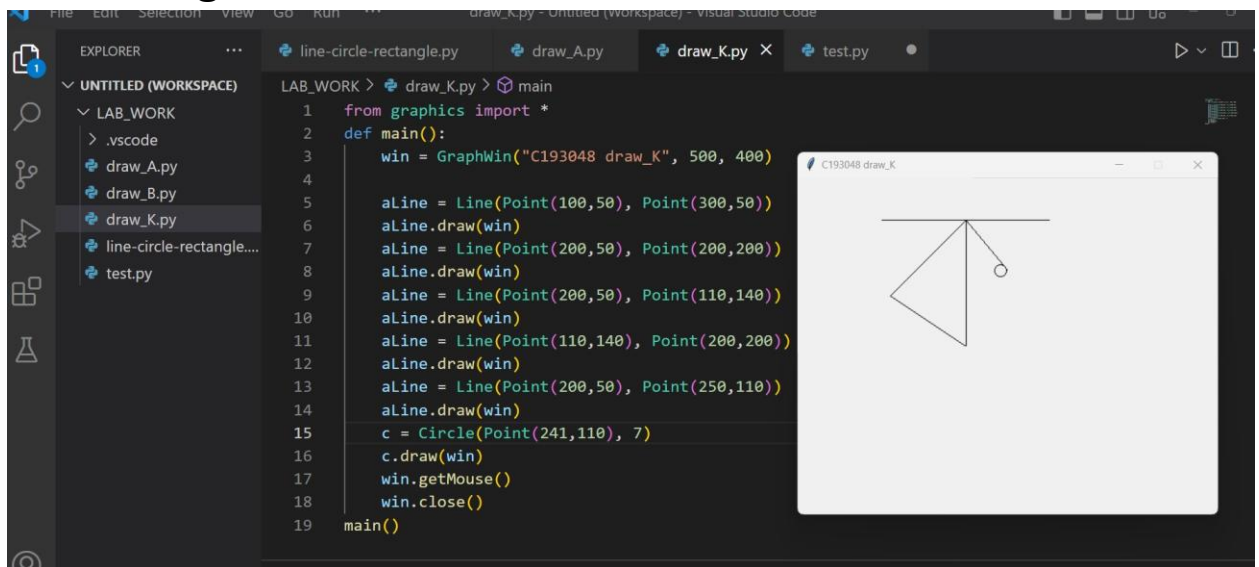 File Edit Selection View Go Run ... draw_K.py - Untitled (Workspace) - Visual Studio Code
EXPLORER ...
1
UNTITLED (WORKSPACE)
LAB_WORK
.vscode
draw_A.py
draw_B.py
draw_K.py
line-circle-rectangle....
test.py
line-circle-rectangle.py draw_A.py draw_K.py test.py
LAB_WORK > draw_K.py > main
1 from graphics import *
2 def main():
3 win = GraphWin("C193048 draw_K", 500, 400)
4
5 aLine = Line(Point(100,50), Point(300,50))
6 aLine.draw(win)
7 aLine = Line(Point(200,50), Point(200,200))
8 aLine.draw(win)
9 aLine = Line(Point(200,50), Point(110,140))
10 aLine.draw(win)
11 aLine = Line(Point(110,140), Point(200,200))
12 aLine.draw(win)
13 aLine = Line(Point(200,50), Point(250,110))
14 aLine.draw(win)
15 c = Circle(Point(241,110), 7)
16 c.draw(win)
17 win.getMouse()
18 win.close()
19 main()
C193048 draw_K